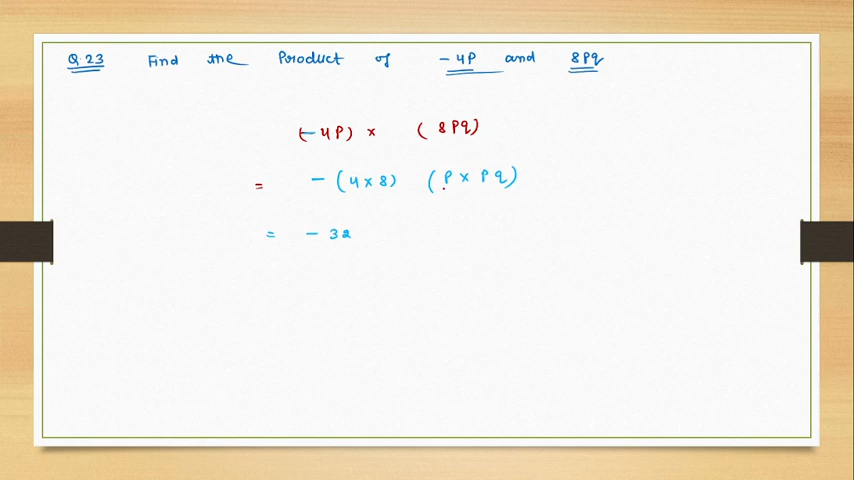 Q.23 Find the Product of -4P and 8Pq
(-4P) × (8Pq)
= -(4×8) (P × Pq)
= -32